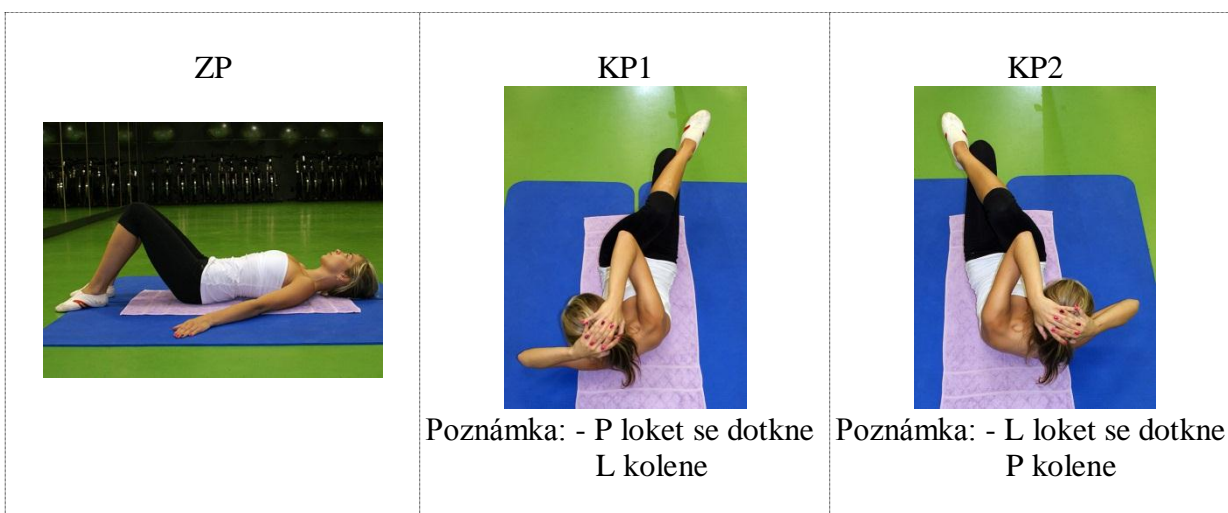 ZP
KP1
KP2
Poznámka: - P loket se dotkne
L kolene
Poznámka: - L loket se dotkne
P kolene